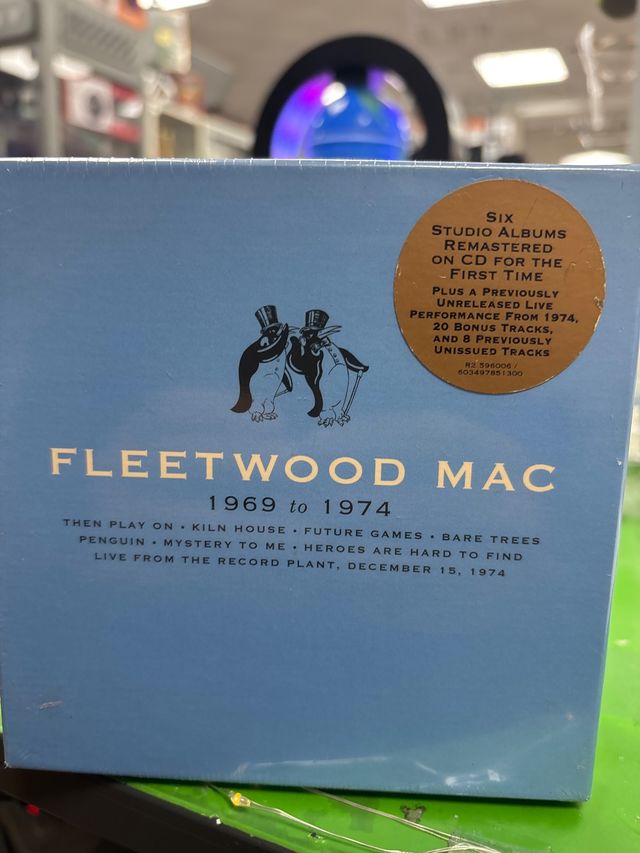 SIX
STUDIO ALBUMS
REMASTERED
ON CD FOR THE
FIRST TIME
PLUS A PREVIOUSLY
UNRELEASED LIVE
PERFORMANCE FROM 1974,
20 BONUS TRACKS,
AND 8 PREVIOUSLY
UNISSUED TRACKS
R2 596006 /
603497851300
FLEETWOOD MAC
1969 to 1974
THEN PLAY ON • KILN HOUSE • FUTURE GAMES • BARE TREES
PENGUIN • MYSTERY TO ME • HEROES ARE HARD TO FIND
LIVE FROM THE RECORD PLANT, DECEMBER 15, 1974